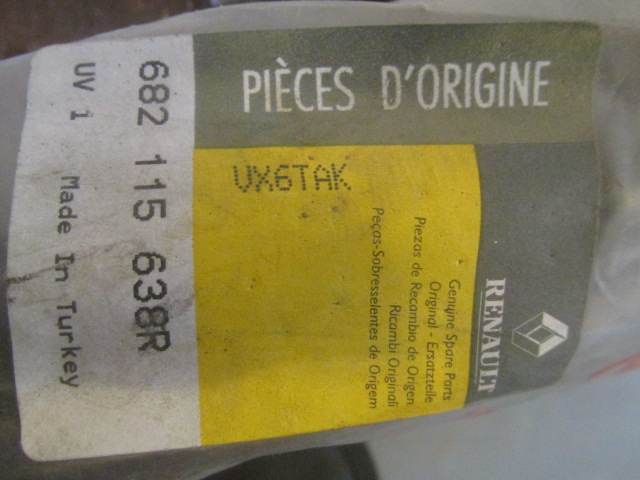 PIÈCES D'ORIGINE
VX6TAK
682 115 638R
UV 1 Made In Turkey
RENAULT
Genuine Spare Parts
Original - Ersatzteile
Piezas de Recambio de Origen
Ricambi Originali
Peças-Sobresselentes de Origem